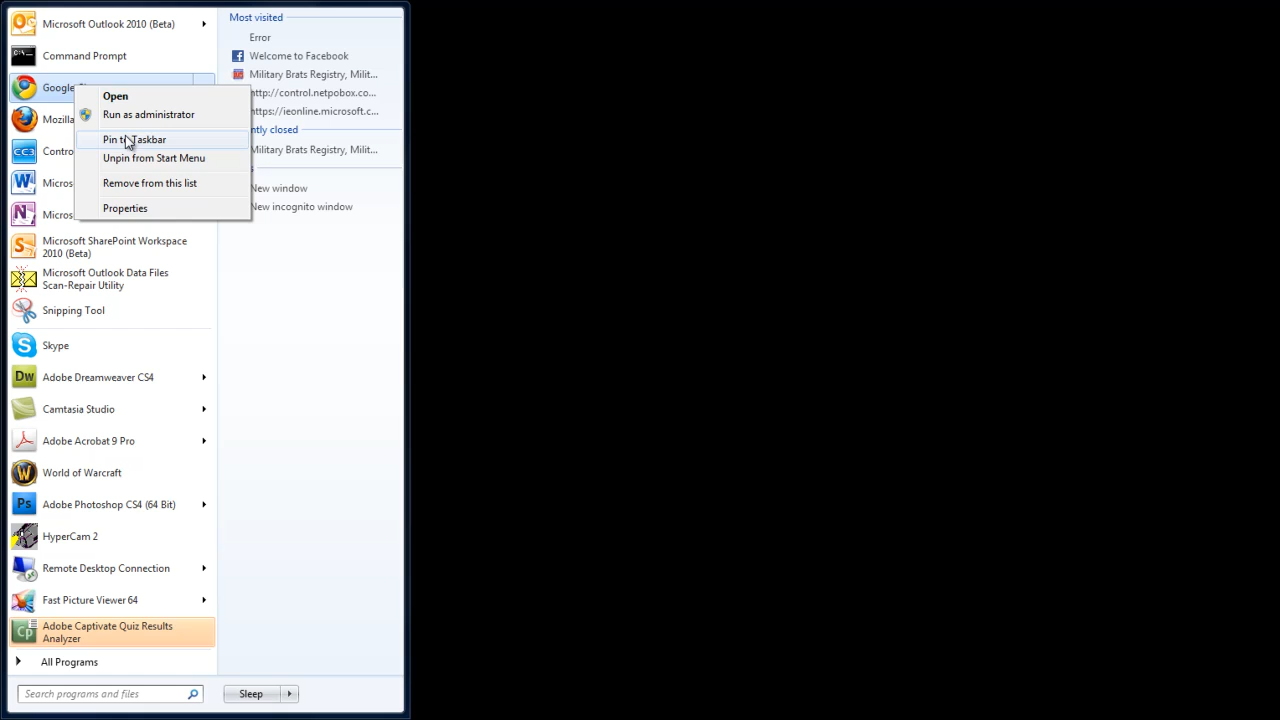 Microsoft Outlook 2010 (Beta)
Command Prompt
Google
Mozilla
Contro
Micros
Micros
Microsoft SharePoint Workspace
2010 (Beta)
Microsoft Outlook Data Files
Scan-Repair Utility
Snipping Tool
Skype
Dw
Adobe Dreamweaver CS4
Camtasia Studio
Adobe Acrobat 9 Pro
World of Warcraft
Ps
Adobe Photoshop CS4 (64 Bit)
HyperCam 2
Remote Desktop Connection
Fast Picture Viewer 64
Cp
Adobe Captivate Quiz Results
Analyzer
All Programs
Search programs and files
Sleep
Open
Run as administrator
Pin to Taskbar
Unpin from Start Menu
Remove from this list
Properties
Most visited
Error
Welcome to Facebook
Military Brats Registry, Milit...
http://control.netpobox.co...
https://ieonline.microsoft.c...
ntly closed
Military Brats Registry, Milit...
s
New window
New incognito window